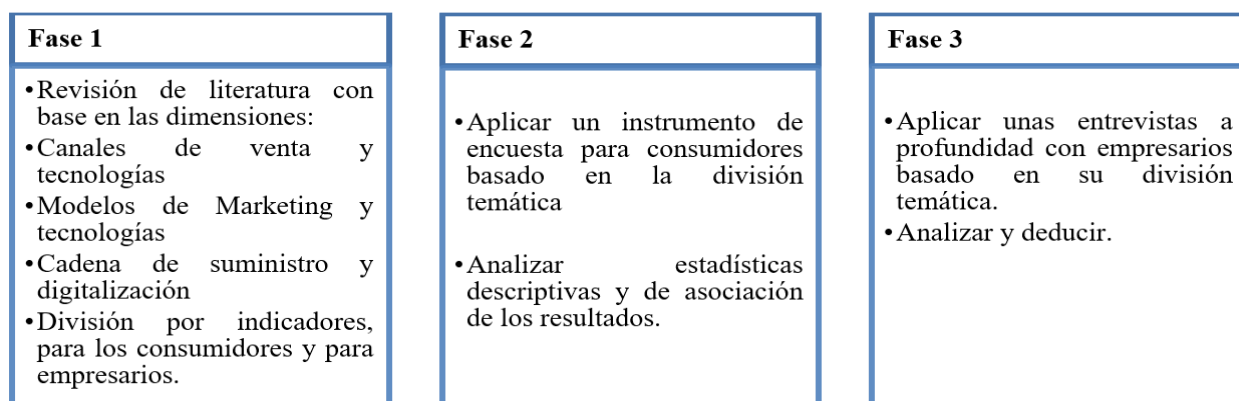 Fase 1
•Revisión de literatura con
base en las dimensiones:
•Canales de venta y
tecnologías
•Modelos de Marketing y
tecnologías
•Cadena de suministro y
digitalización
•División por indicadores,
para los consumidores y para
empresarios.
Fase 2
•Aplicar un instrumento de
encuesta para consumidores
basado en la división
temática
•Analizar estadísticas
descriptivas y de asociación
de los resultados.
Fase 3
•Aplicar unas entrevistas a
profundidad con empresarios
basado en su división
temática.
•Analizar y deducir.